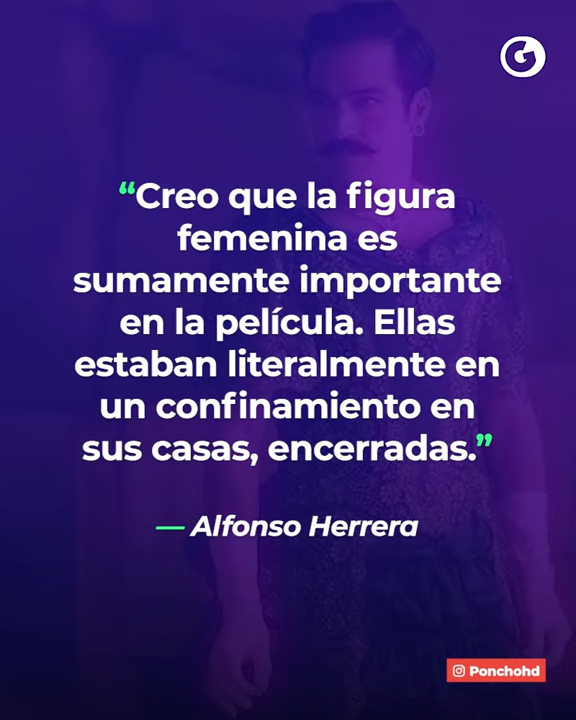 “Creo que la figura
femenina es
sumamente importante
en la película. Ellas
estaban literalmente en
un confinamiento en
sus casas, encerradas.”
— Alfonso Herrera
Ponchohd